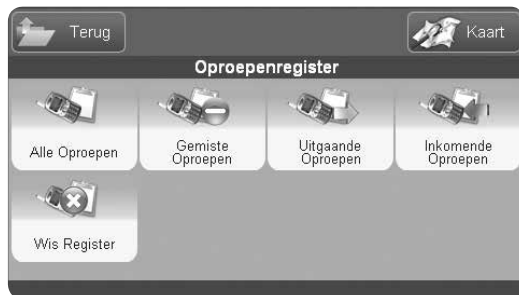 Terug
Kaart
Oproepenregister
Alle Oproepen
Gemiste
Oproepen
Uitgaande
Oproepen
Inkomende
Oproepen
Wis Register